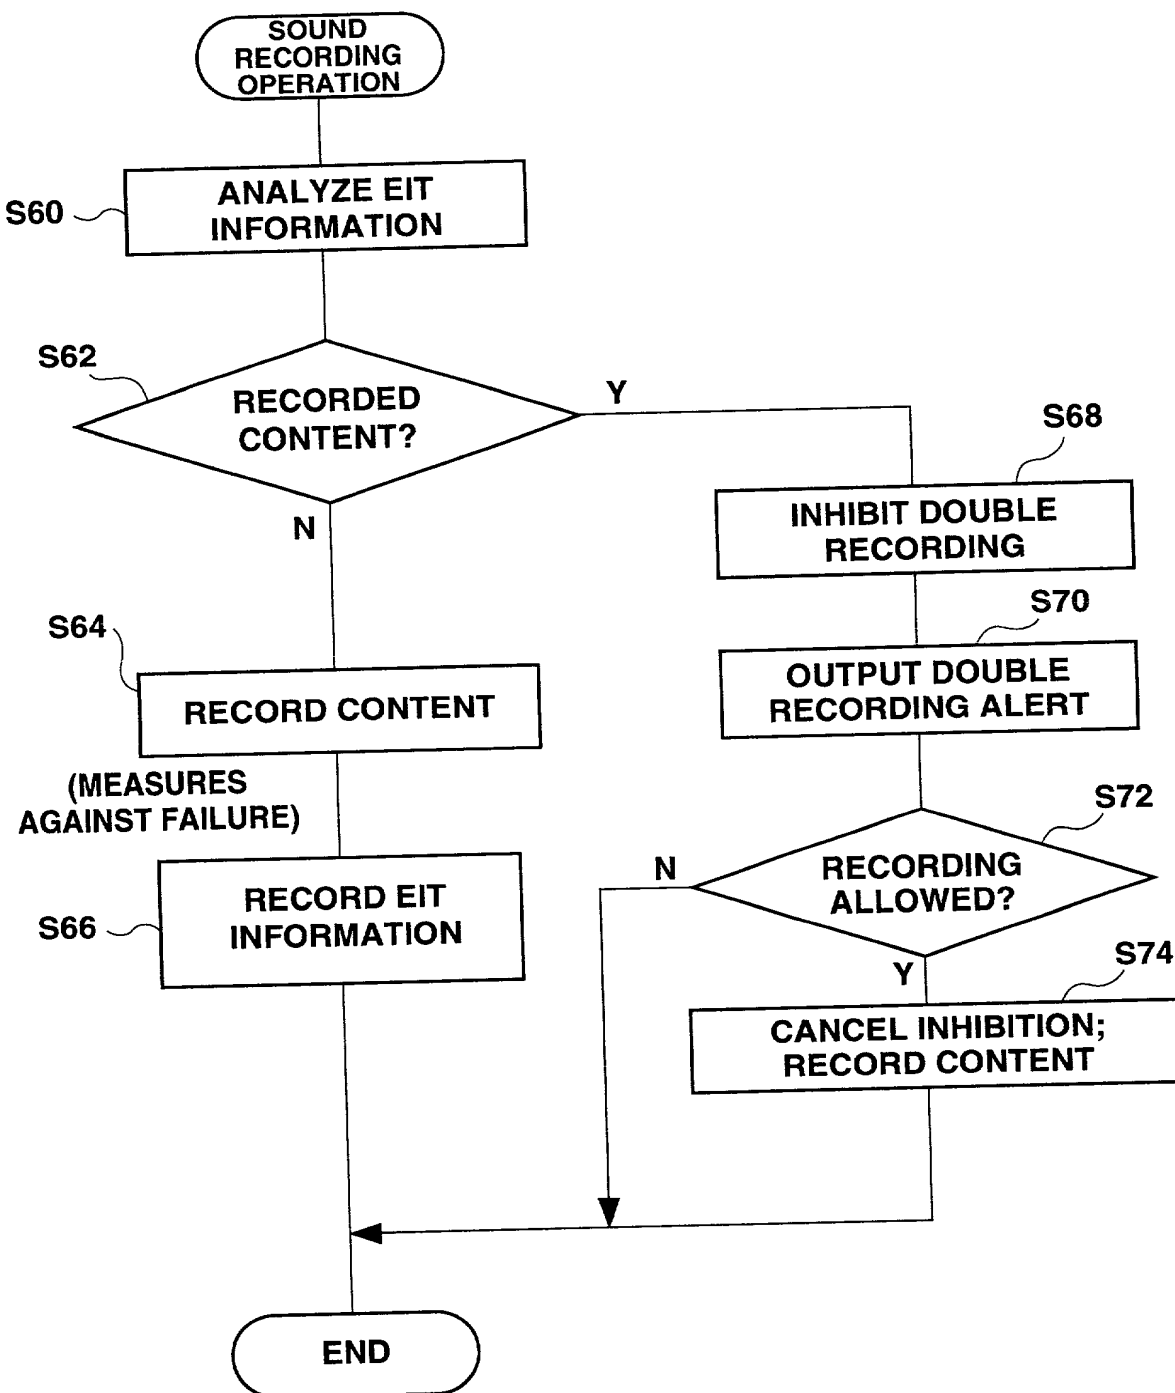 SOUND
RECORDING
OPERATION
S60
ANALYZE EIT
INFORMATION
S62
RECORDED
CONTENT?
Y
N
S68
INHIBIT DOUBLE
RECORDING
S70
OUTPUT DOUBLE
RECORDING ALERT
S64
RECORD CONTENT
(MEASURES
AGAINST FAILURE)
S66
RECORD EIT
INFORMATION
S72
RECORDING
ALLOWED?
N
Y
S74
CANCEL INHIBITION;
RECORD CONTENT
END